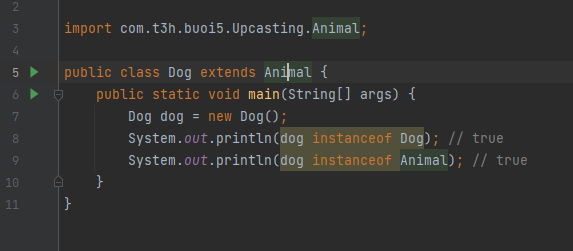 2
3 import com.t3h.buoi5.Upcasting.Animal;
4
5 public class Dog extends Animal {
6 public static void main(String[] args) {
7 Dog dog = new Dog();
8 System.out.println(dog instanceof Dog); // true
9 System.out.println(dog instanceof Animal); // true
10 }
11 }